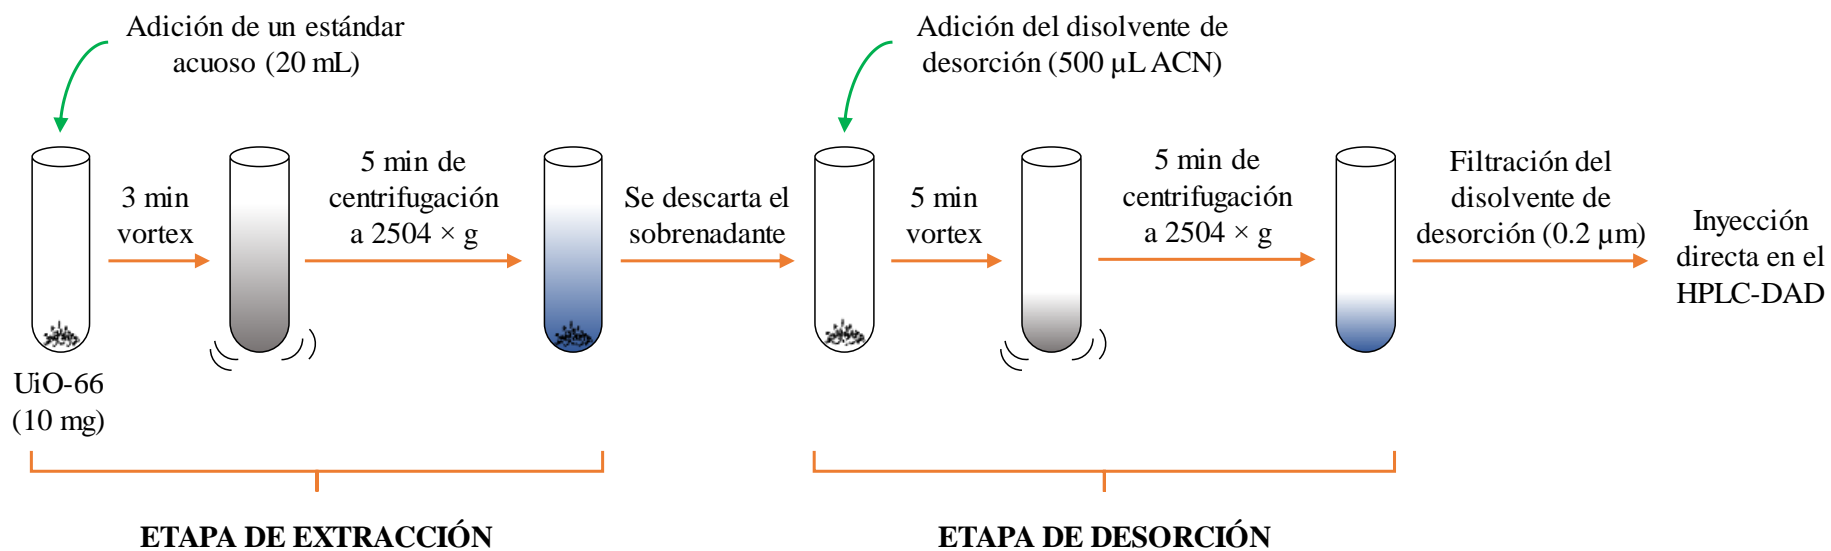 Adición de un estándar
acuoso (20 mL)
Adición del disolvente de
desorción (500 µL ACN)
3 min
vortex
5 min de
centrifugación
a 2504 × g
Se descarta el
sobrenadante
5 min
vortex
5 min de
centrifugación
a 2504 × g
Filtración del
disolvente de
desorción (0.2 µm)
Inyección
directa en el
HPLC-DAD
UiO-66
(10 mg)
ETAPA DE EXTRACCIÓN
ETAPA DE DESORCIÓN